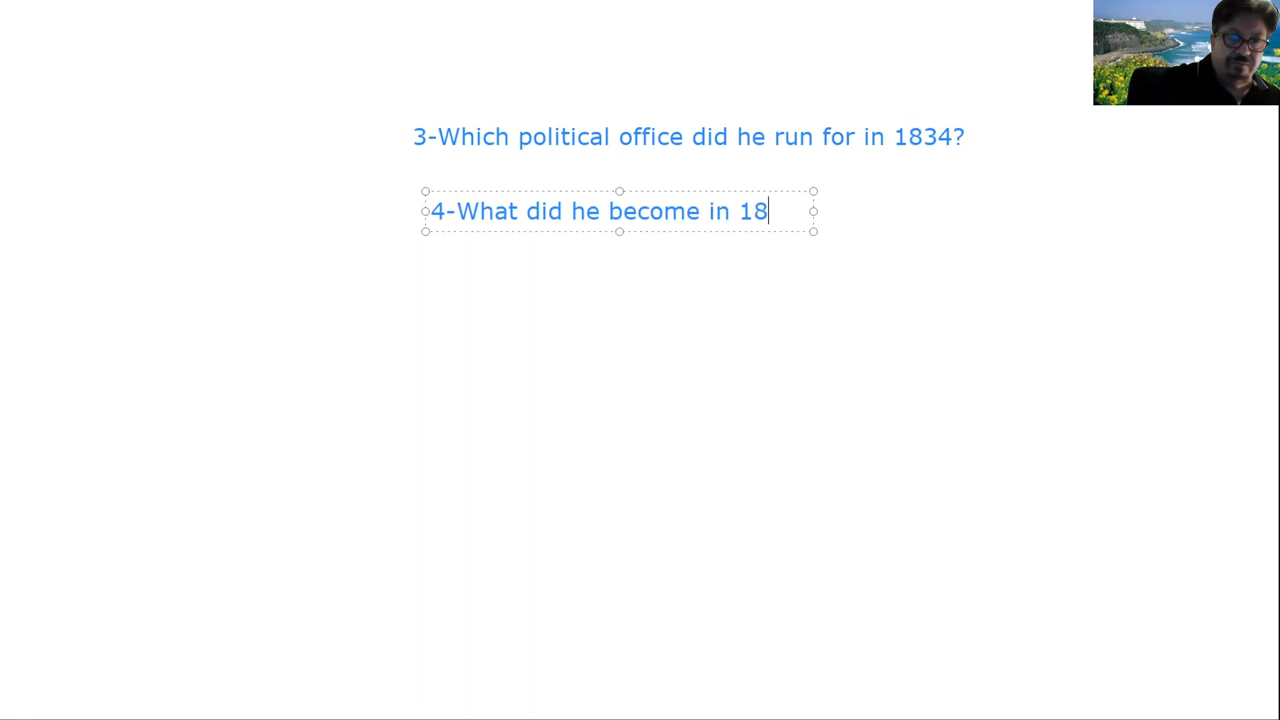 3-Which political office did he run for in 1834?
4-What did he become in 18